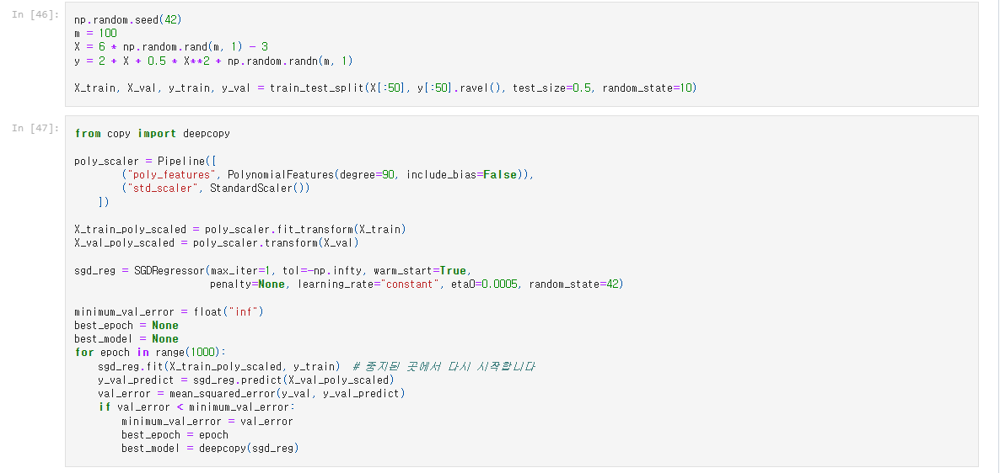 In [46]:
np.random.seed(42)
m = 100
X = 6 * np.random.rand(m, 1) - 3
y = 2 + X + 0.5 * X**2 + np.random.randn(m, 1)
X_train, X_val, y_train, y_val = train_test_split(X[:50], y[:50].ravel(), test_size=0.5, random_state=10)
In [47]:
from copy import deepcopy
poly_scaler = Pipeline([
        ("poly_features", PolynomialFeatures(degree=90, include_bias=False)),
        ("std_scaler", StandardScaler())
    ])
X_train_poly_scaled = poly_scaler.fit_transform(X_train)
X_val_poly_scaled = poly_scaler.transform(X_val)
sgd_reg = SGDRegressor(max_iter=1, tol=-np.infty, warm_start=True,
                       penalty=None, learning_rate="constant", eta0=0.0005, random_state=42)
minimum_val_error = float("inf")
best_epoch = None
best_model = None
for epoch in range(1000):
    sgd_reg.fit(X_train_poly_scaled, y_train)  # 중지된 곳에서 다시 시작합니다
    y_val_predict = sgd_reg.predict(X_val_poly_scaled)
    val_error = mean_squared_error(y_val, y_val_predict)
    if val_error < minimum_val_error:
        minimum_val_error = val_error
        best_epoch = epoch
        best_model = deepcopy(sgd_reg)